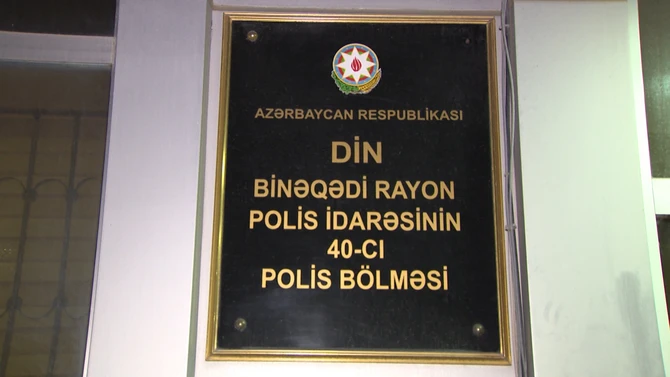 AZƏRBAYCAN RESPUBLİKASI
DİN
BİNƏQƏDİ RAYON
POLİS İDARƏSİNİN
40-CI
POLİS BÖLMƏSİ